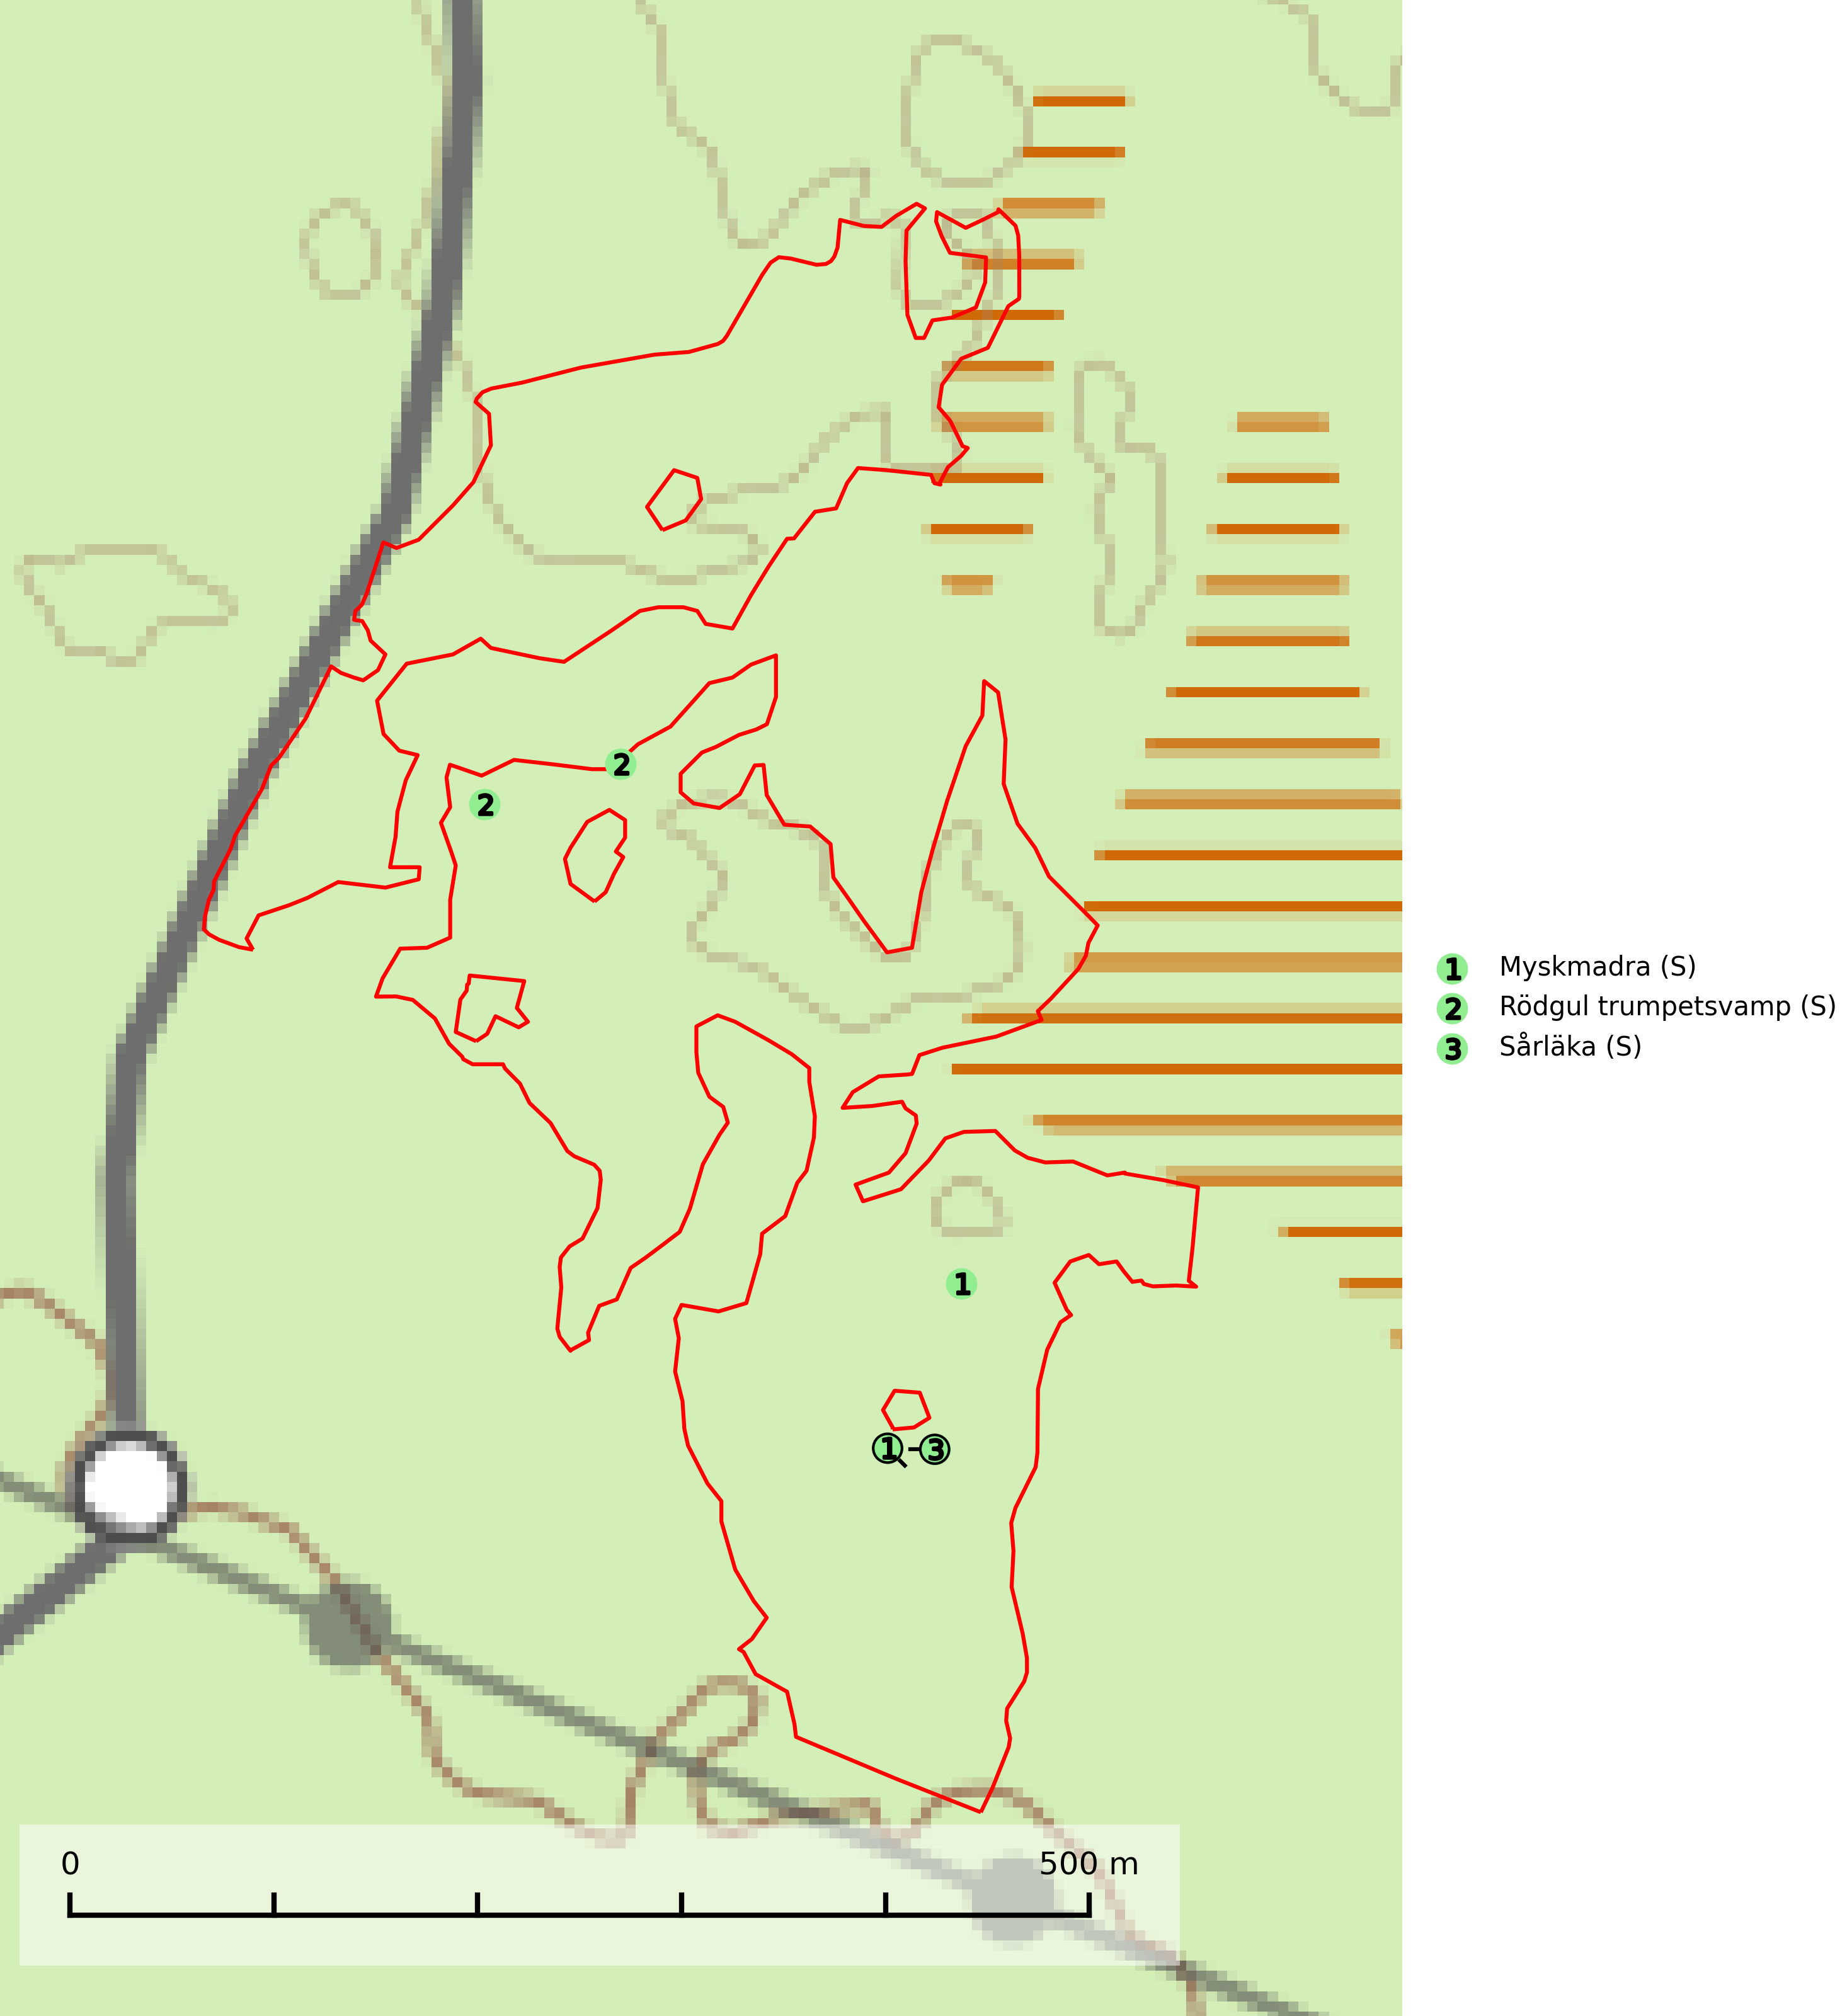 2
2
1
1-3
1 Myskmadra (S)
2 Rödgul trumpetsvamp (S)
3 Sårläka (S)
0 500 m